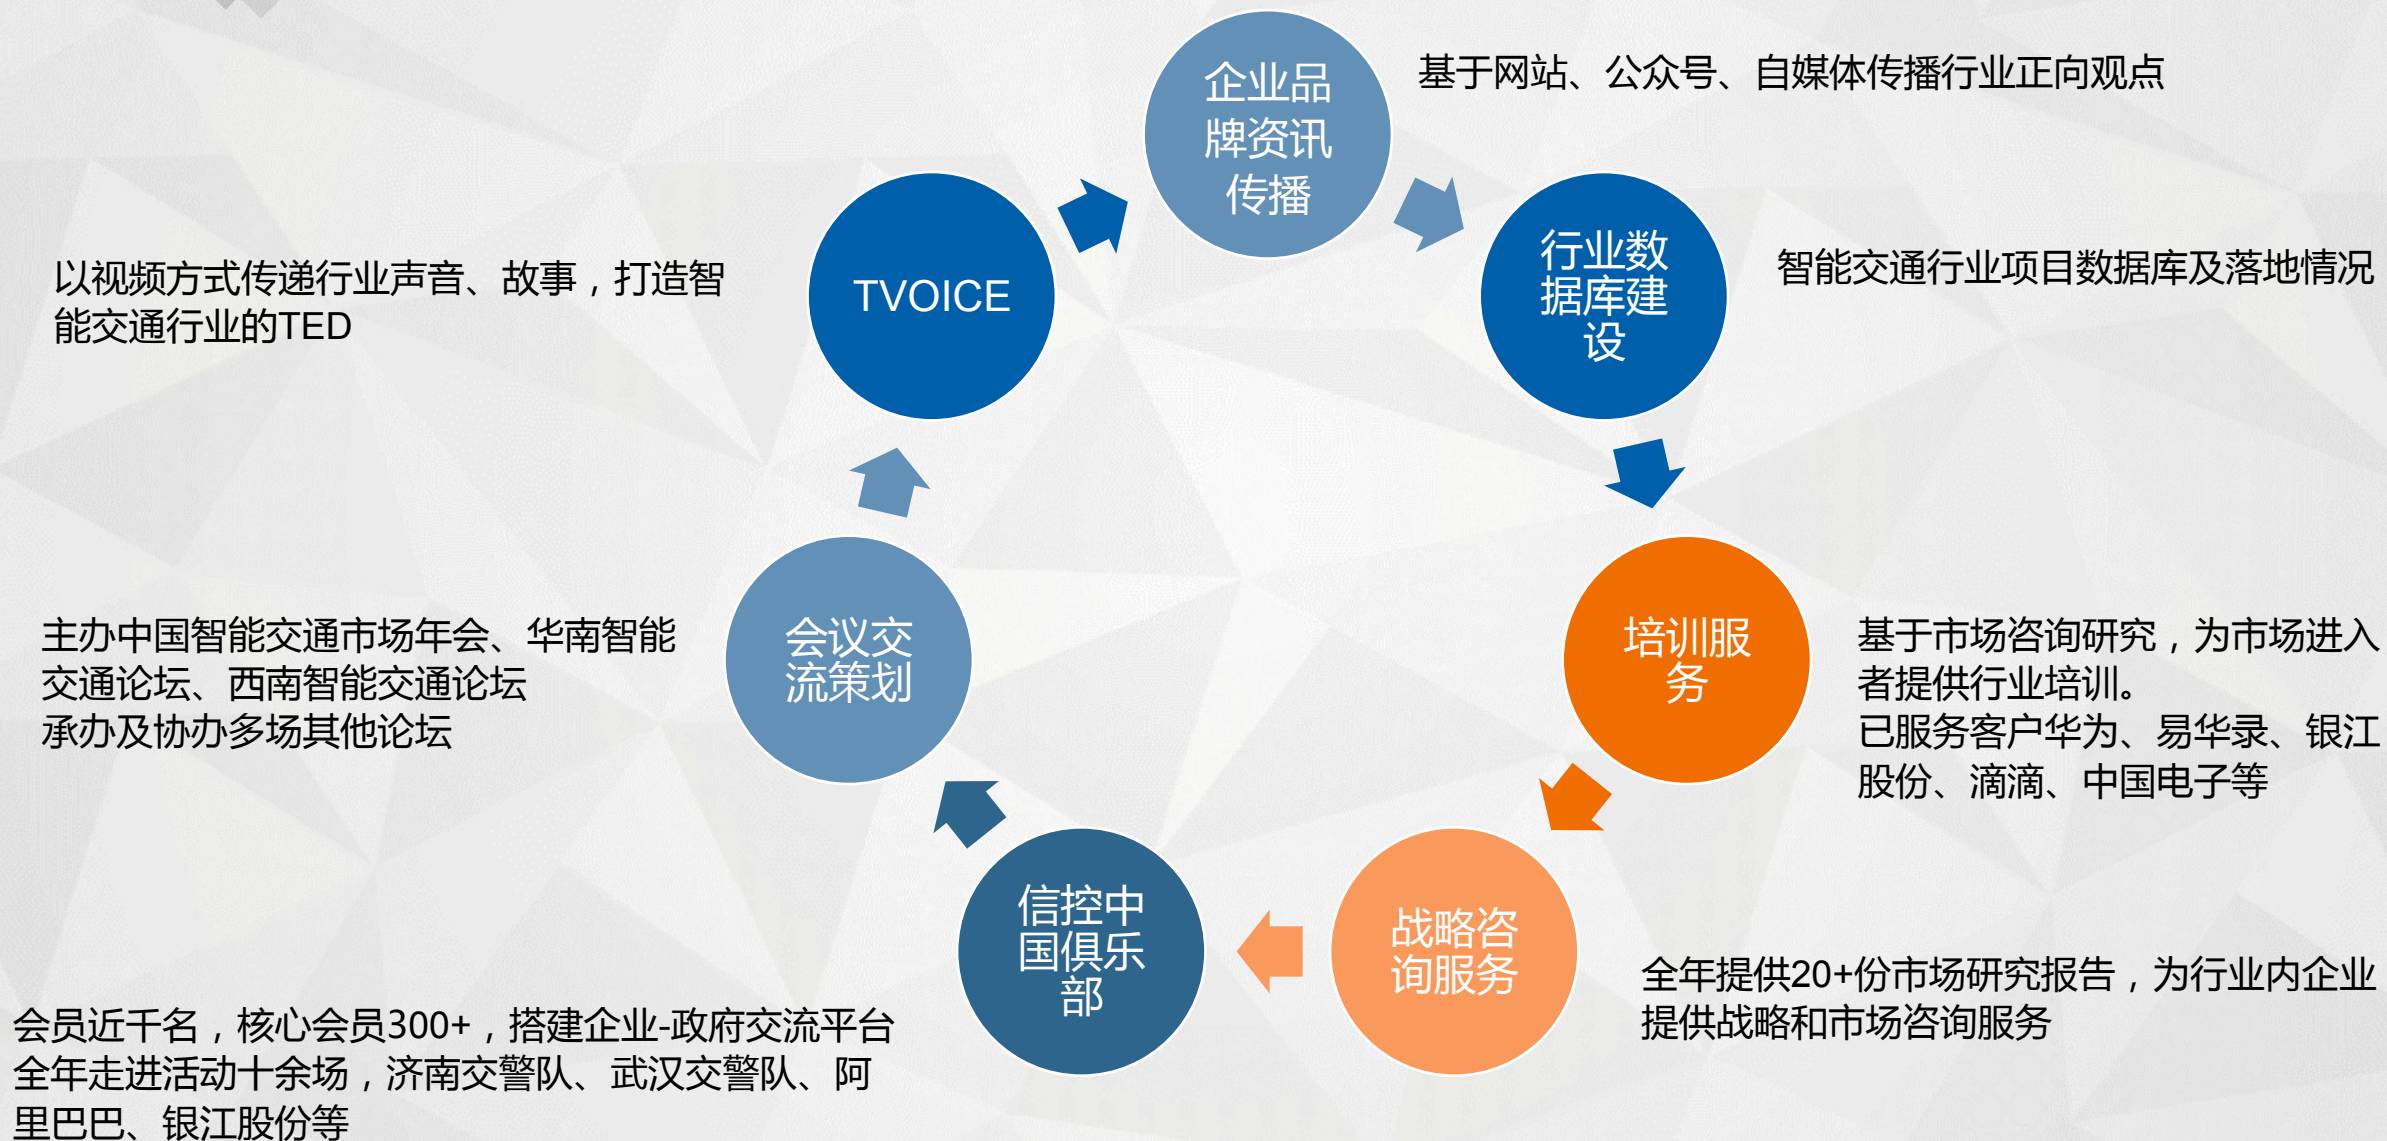 企业品
牌资讯
传播
基于网站、公众号、自媒体传播行业正向观点
行业数
据库建
设
智能交通行业项目数据库及落地情况
培训服
务
基于市场咨询研究，为市场进入
者提供行业培训。
已服务客户华为、易华录、银江
股份、滴滴、中国电子等
战略咨
询服务
全年提供20+份市场研究报告，为行业内企业
提供战略和市场咨询服务
信控中
国俱乐
部
会员近千名，核心会员300+，搭建企业-政府交流平台
全年走进活动十余场，济南交警队、武汉交警队、阿
里巴巴、银江股份等
会议交
流策划
主办中国智能交通市场年会、华南智能
交通论坛、西南智能交通论坛
承办及协办多场其他论坛
TVOICE
以视频方式传递行业声音、故事，打造智
能交通行业的TED